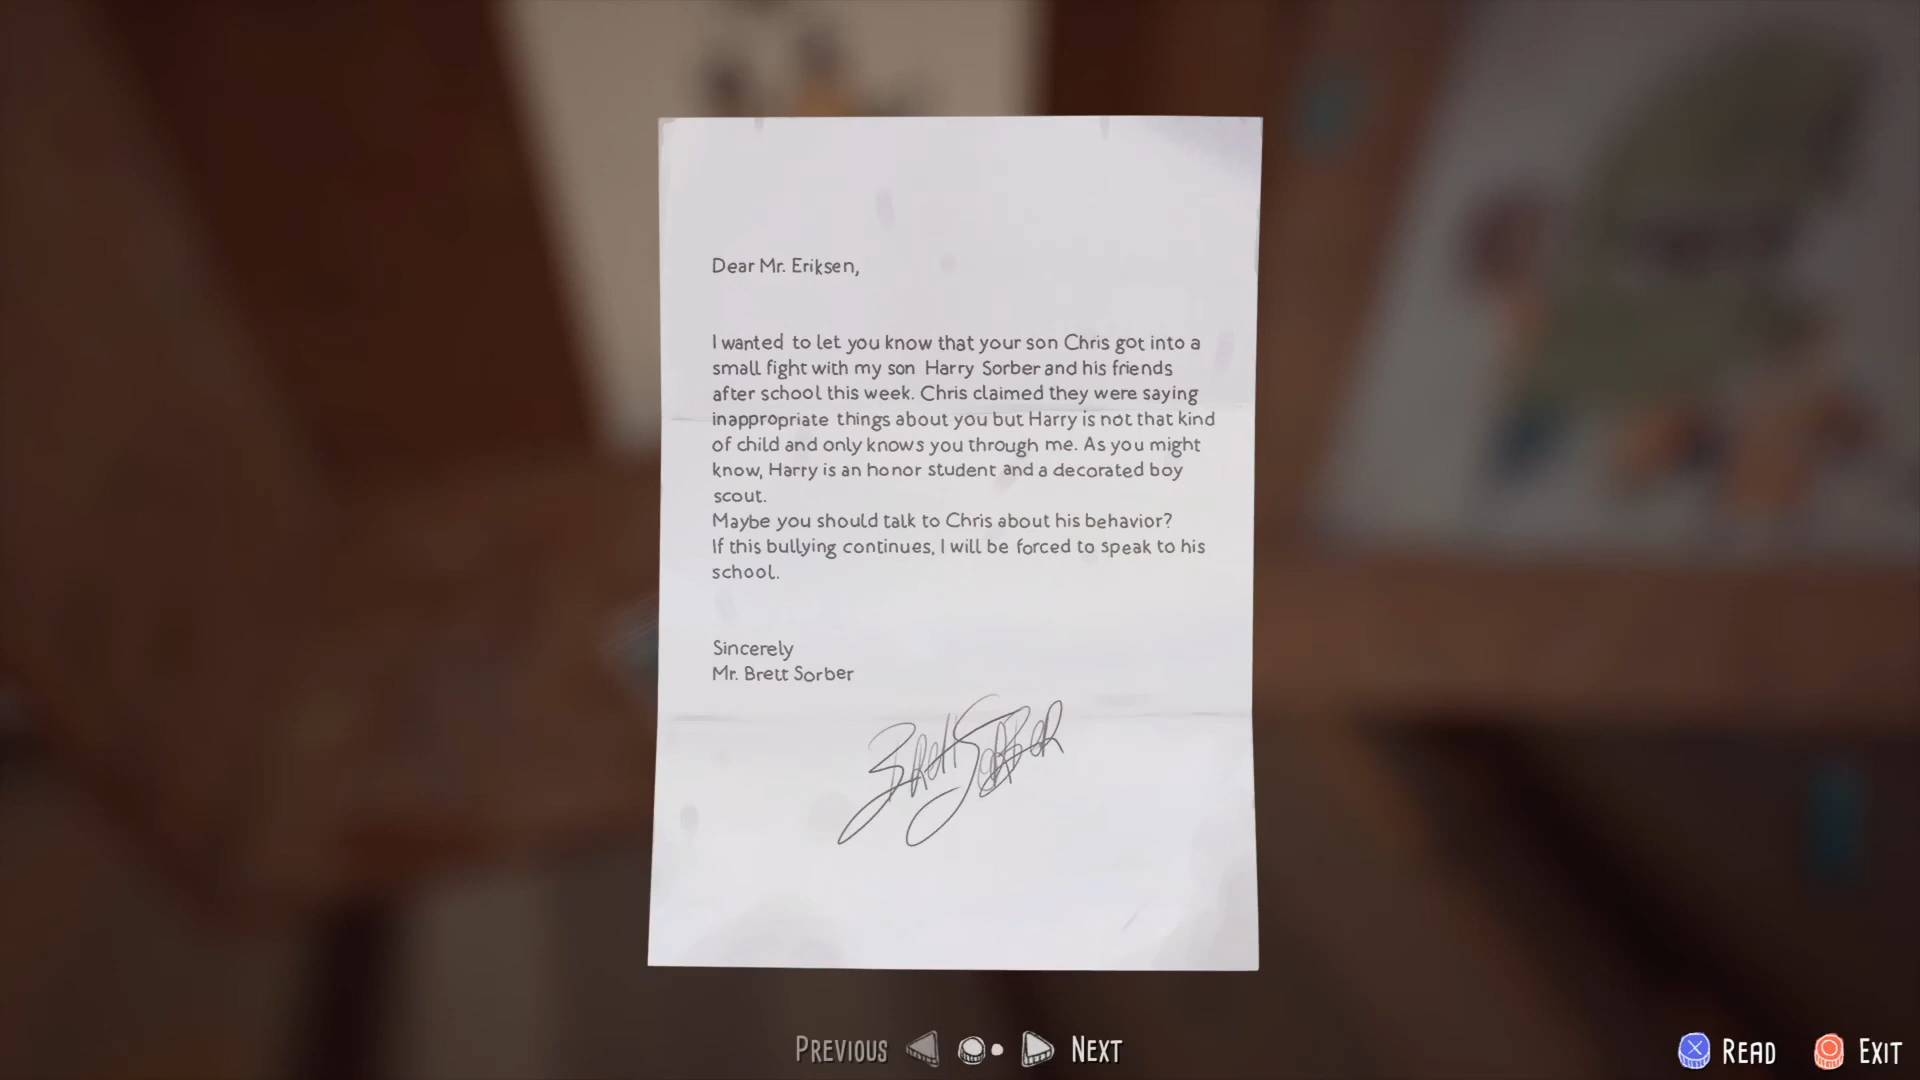 Dear Mr. Eriksen,
I wanted to let you know that your son Chris got into a
small fight with my son Harry Sorber and his friends
after school this week. Chris claimed they were saying
inappropriate things about you but Harry is not that kind
of child and only knows you through me. As you might
know, Harry is an honor student and a decorated boy
scout.
Maybe you should talk to Chris about his behavior?
If this bullying continues, I will be forced to speak to his
school.
Sincerely
Mr. Brett Sorber
Brett Sorber
PREVIOUS NEXT
READ EXIT